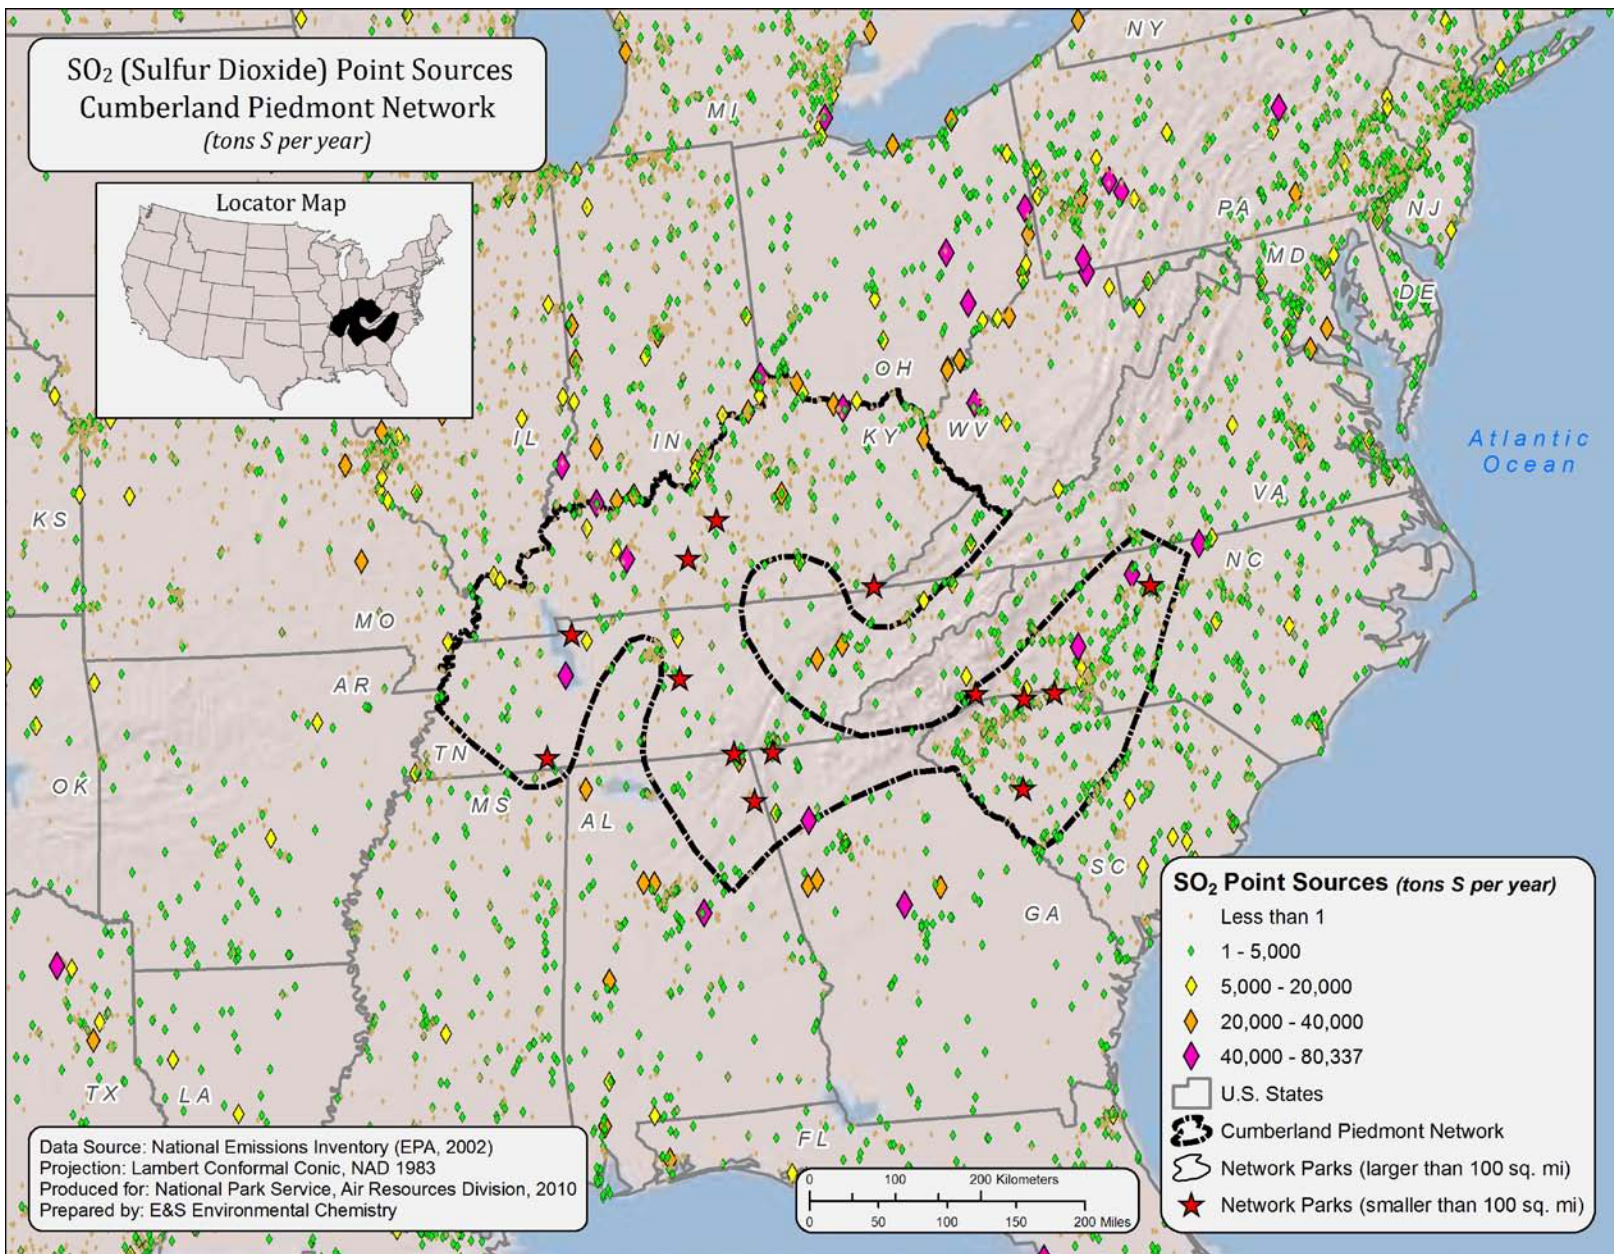 SO₂ (Sulfur Dioxide) Point Sources
Cumberland Piedmont Network
(tons S per year)
Locator Map
NY
MI
PA
NJ
MD
DE
OH
IL
IN
KY
WV
Atlantic
Ocean
VA
KS
NC
MO
AR
TN
OK
MS
AL
SC
GA
TX
LA
FL
SO₂ Point Sources (tons S per year)
Less than 1
1 - 5,000
5,000 - 20,000
20,000 - 40,000
40,000 - 80,337
U.S. States
Cumberland Piedmont Network
Network Parks (larger than 100 sq. mi)
Network Parks (smaller than 100 sq. mi)
Data Source: National Emissions Inventory (EPA, 2002)
Projection: Lambert Conformal Conic, NAD 1983
Produced for: National Park Service, Air Resources Division, 2010
Prepared by: E&S Environmental Chemistry
0 100 200 Kilometers
0 50 100 150 200 Miles